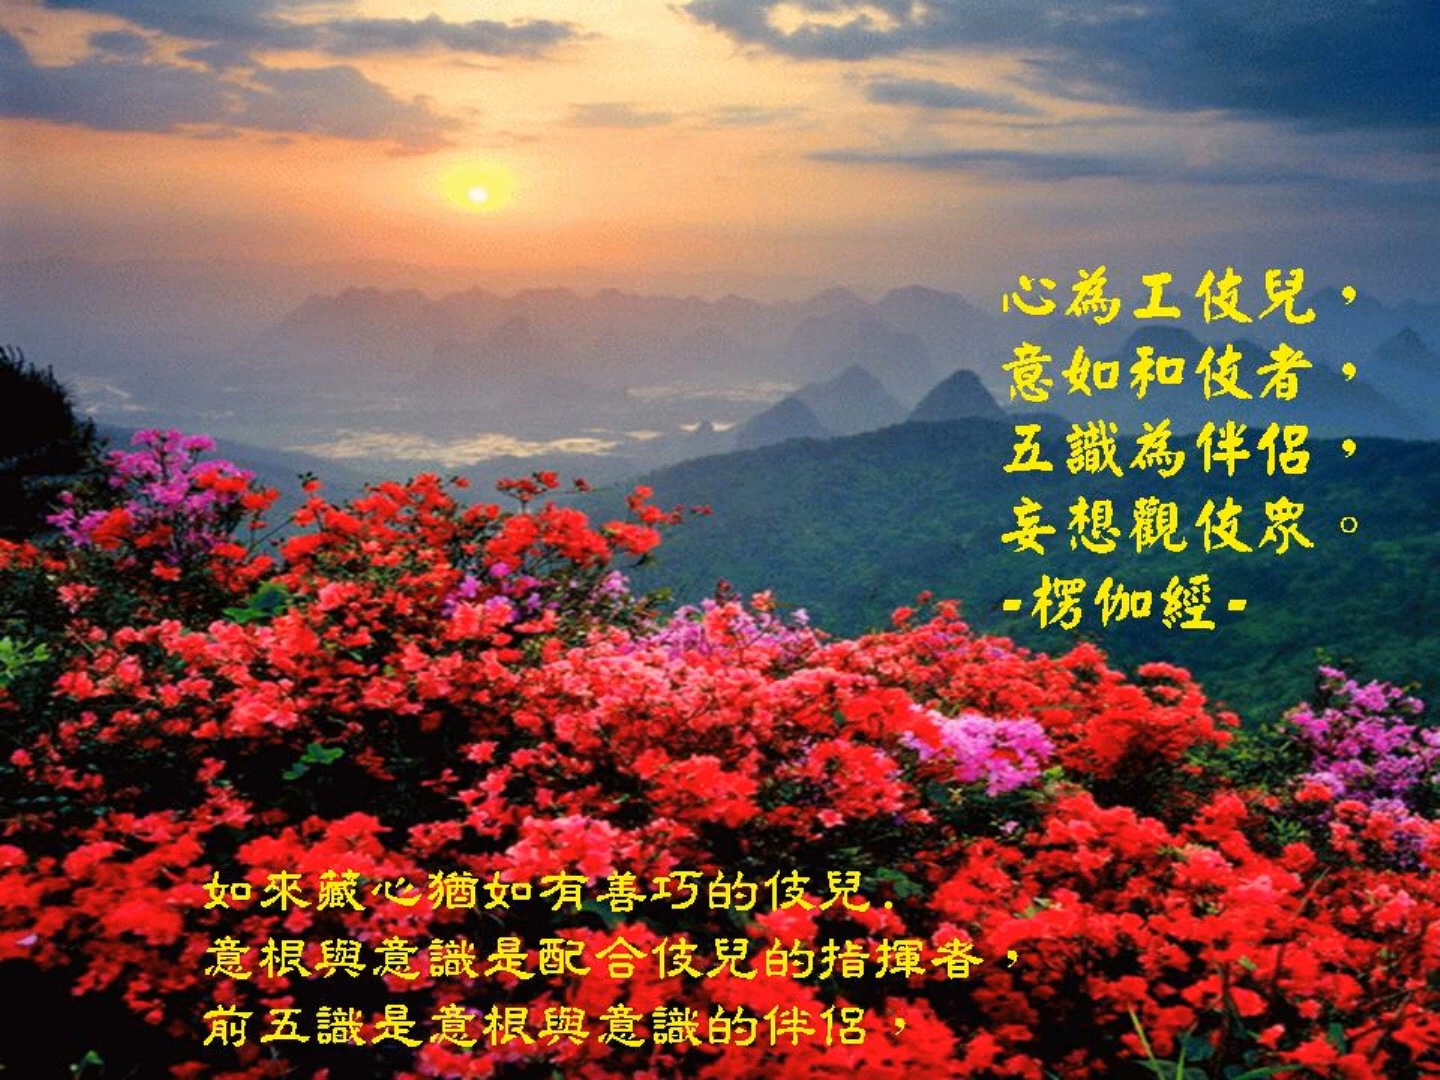 心為工伎兒，
意如和伎者，
五識為伴侶，
妄想觀伎眾。
-楞伽經-
如來藏心猶如有善巧的伎兒.
意根與意識是配合伎兒的指揮者，
前五識是意根與意識的伴侶，